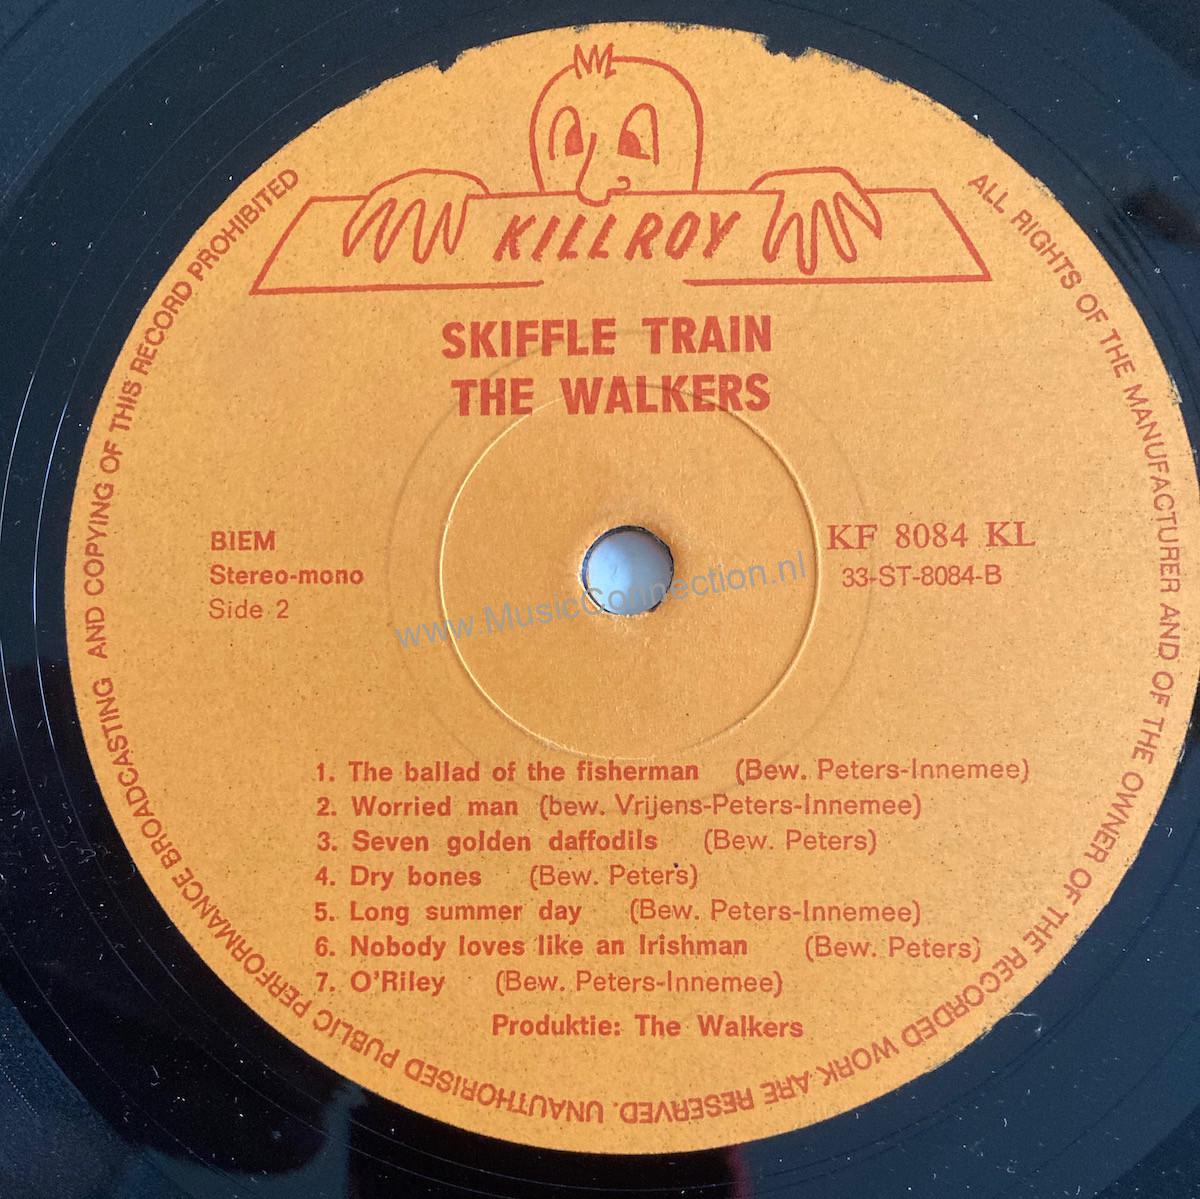 KILLROY
SKIFFLE TRAIN
THE WALKERS
BIEM
Stereo-mono
Side 2
KF 8084 KL
33-ST-8084-B
www.MusicConnection.nl
1. The ballad of the fisherman (Bew. Peters-Innemee)
2. Worried man (bew. Vrijens-Peters-Innemee)
3. Seven golden daffodils (Bew. Peters)
4. Dry bones (Bew. Peters)
5. Long summer day (Bew. Peters-Innemee)
6. Nobody loves like an Irishman (Bew. Peters)
7. O'Riley (Bew. Peters-Innemee)
Produktie: The Walkers
ALL RIGHTS OF THE MANUFACTURER AND OF THE OWNER OF THE RECORDED WORK ARE RESERVED. UNAUTHORISED PUBLIC PERFORMANCE BROADCASTING AND COPYING OF THIS RECORD PROHIBITED